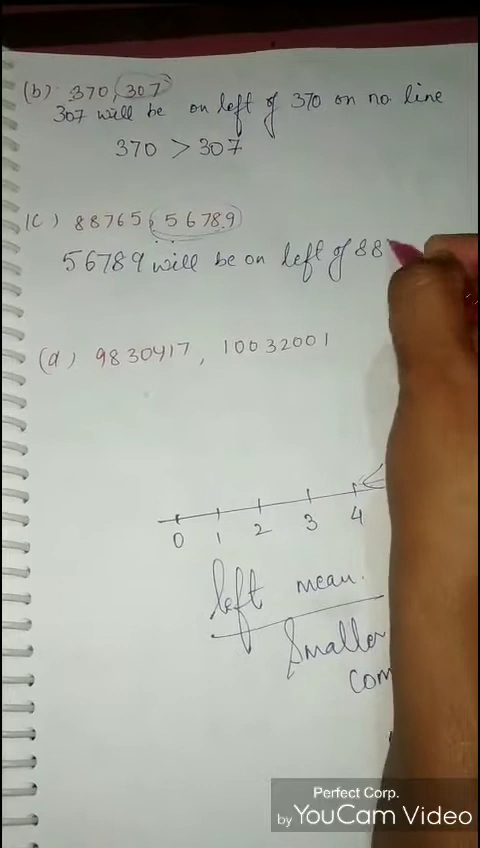 (b) 370, 307
307 will be on left of 370 on no. line
370 > 307
(C) 88765, 56789
56789 will be on left of 88
(d) 9830417, 10032001
0 1 2 3 4
left mean.
Smaller
com
Perfect Corp.
by YouCam Video